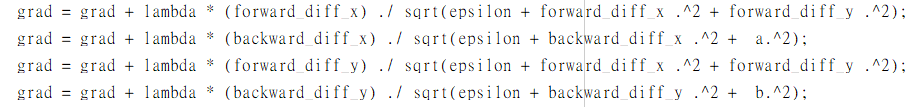 grad = grad + lambda * (forward_diff_x) ./ sqrt(epsilon + forward_diff_x .^2 + forward_diff_y .^2);
grad = grad + lambda * (backward_diff_x) ./ sqrt(epsilon + backward_diff_x .^2 +  a.^2);
grad = grad + lambda * (forward_diff_y) ./ sqrt(epsilon + forward_diff_x .^2 + forward_diff_y .^2);
grad = grad + lambda * (backward_diff_y) ./ sqrt(epsilon + backward_diff_y .^2 +  b.^2);